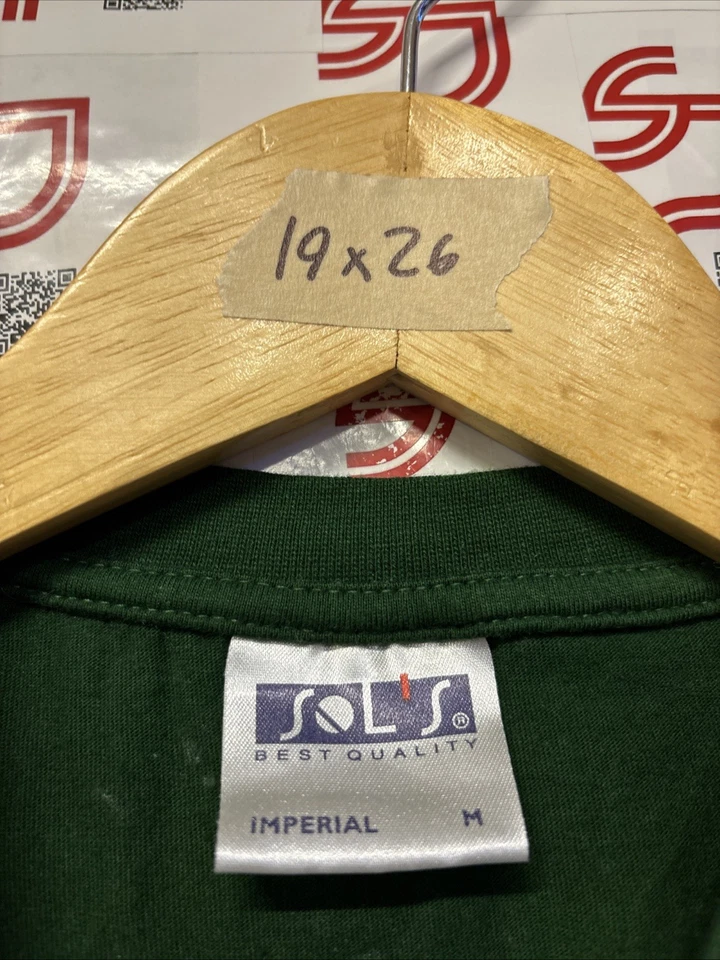 19x26
SOL'S®
BEST QUALITY
IMPERIAL M